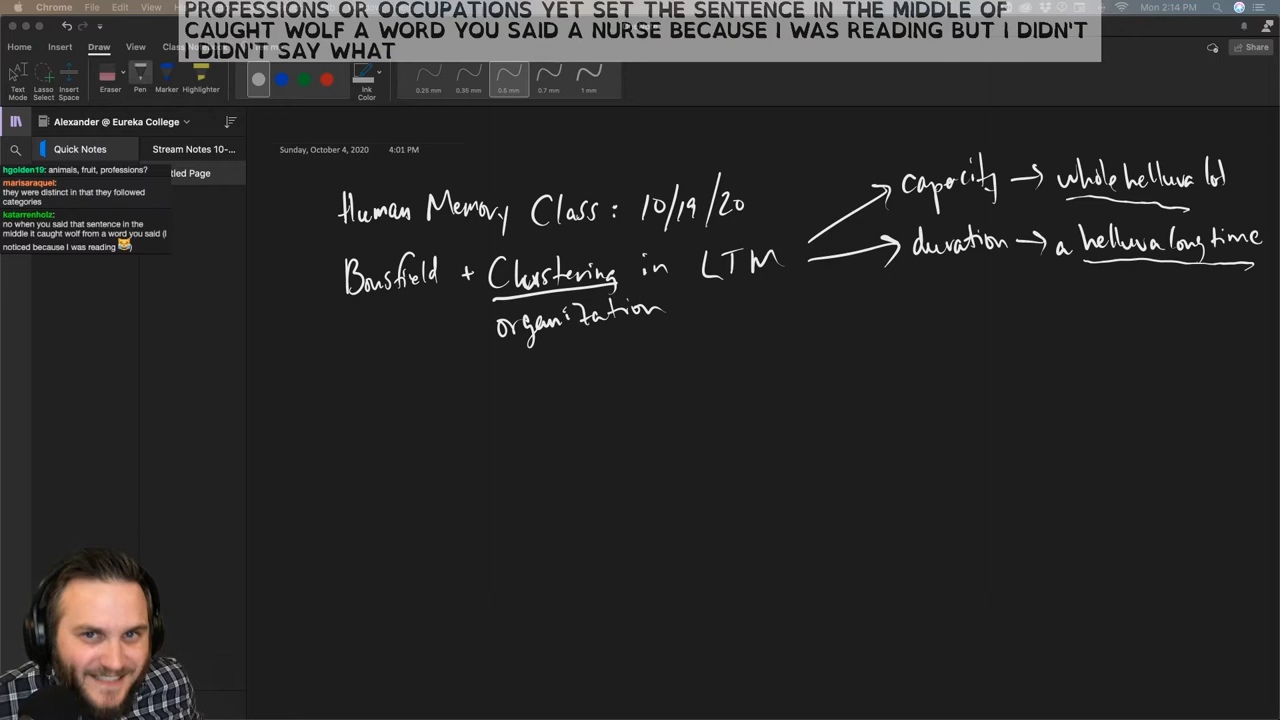 PROFESSIONS OR OCCUPATIONS YET SET THE SENTENCE IN THE MIDDLE OF
CAUGHT WOLF A WORD YOU SAID A NURSE BECAUSE I WAS READING BUT I DIDN'T
I DIDN'T SAY WHAT
Chrome File Edit View
Mon 2:14 PM
Home Insert Draw View Class Notebook
Share
Text Mode
Lasso Select
Insert Space
Eraser
Pen
Marker
Highlighter
Ink Color
0.25 mm
0.35 mm
0.5 mm
0.7 mm
1 mm
Alexander @ Eureka College
Quick Notes
Stream Notes 10-...
tled Page
hgolden19: animals, fruit, professions?
marisaraquel:
they were distinct in that they followed
categories
katarrenholz:
no when you said that sentence in the
middle it caught wolf from a word you said (I
noticed because I was reading 😹)
Sunday, October 4, 2020 4:01 PM
Human Memory Class: 10/19/20
Bousfield + Clustering in LTM
organization
capacity → whole helluva lot
duration → a helluva long time